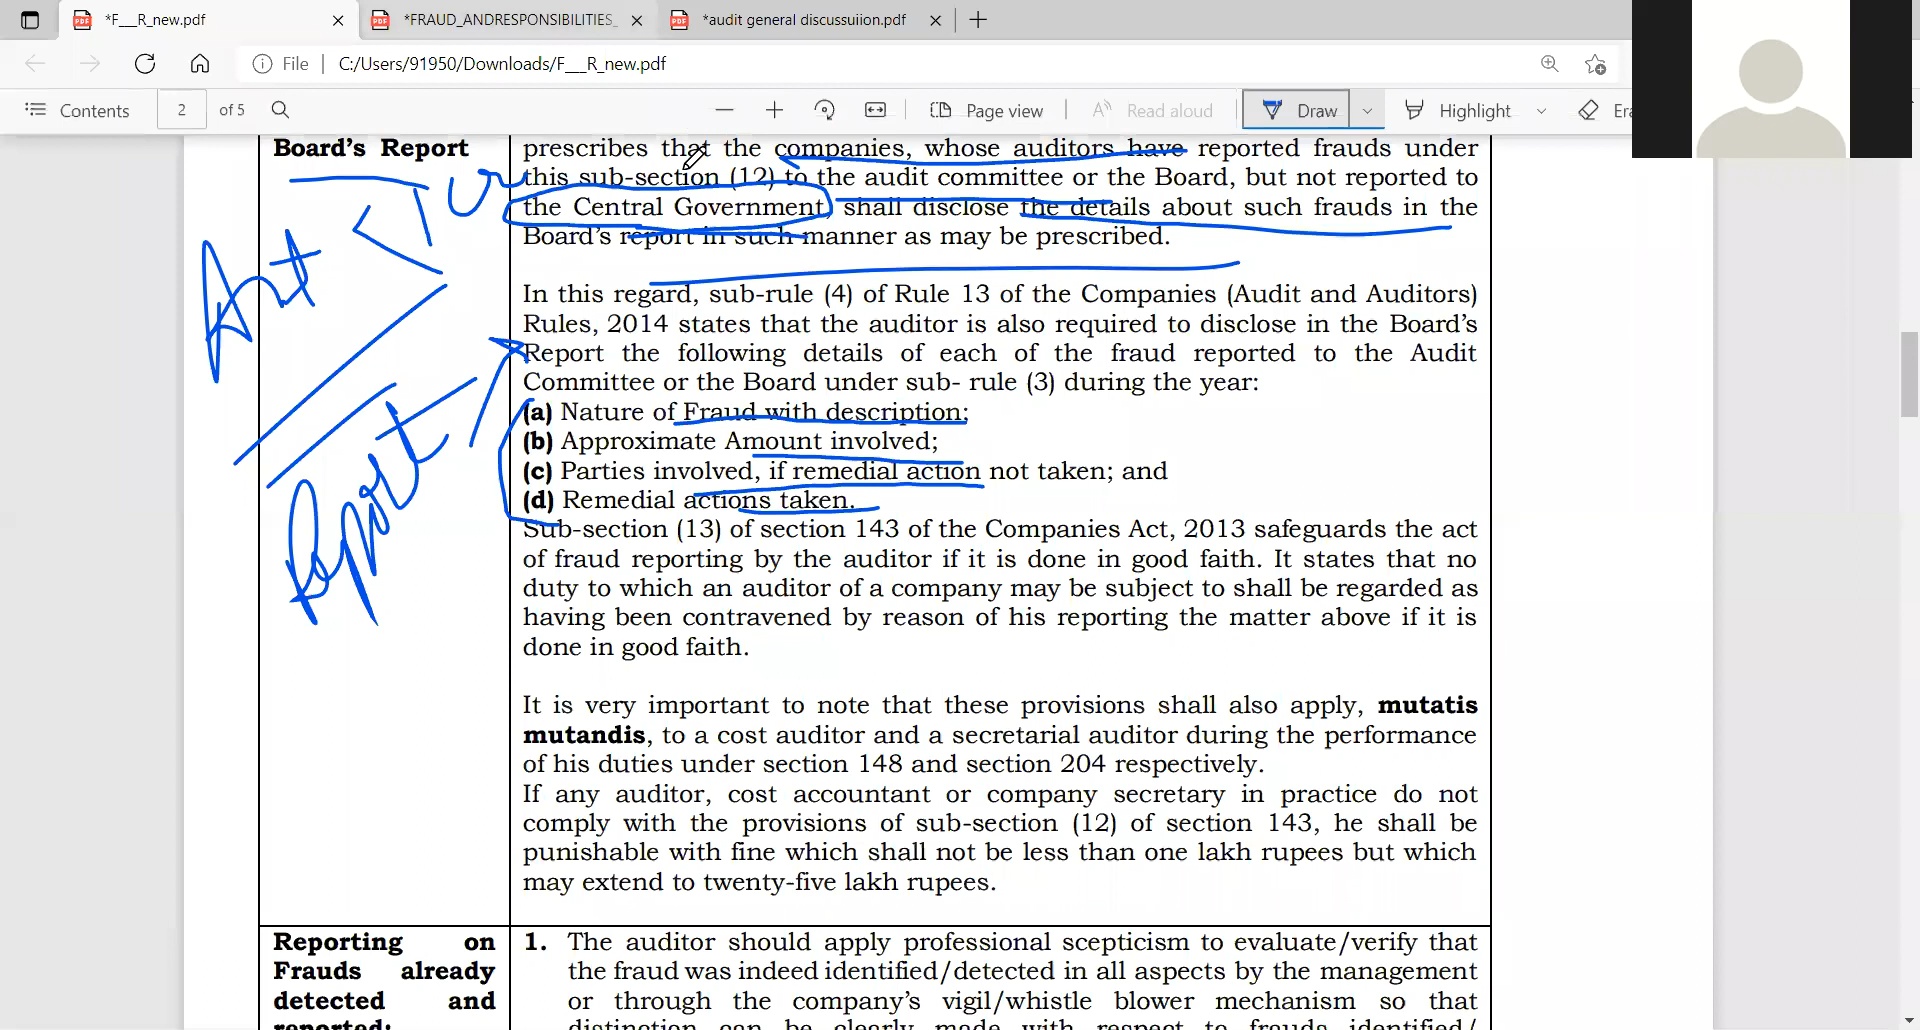 *F___R_new.pdf
*FRAUD_ANDRESPONSIBILITIES_
*audit general discussuiion.pdf
File | C:/Users/91950/Downloads/F___R_new.pdf
Contents 2 of 5 Page view Read aloud Draw Highlight Era
Board's Report
prescribes that the companies, whose auditors have reported frauds under
this sub-section (12) to the audit committee or the Board, but not reported to
the Central Government, shall disclose the details about such frauds in the
Board's report in such manner as may be prescribed.
Amt < 1 Cr
In this regard, sub-rule (4) of Rule 13 of the Companies (Audit and Auditors)
Rules, 2014 states that the auditor is also required to disclose in the Board's
Report the following details of each of the fraud reported to the Audit
Committee or the Board under sub- rule (3) during the year:
(a) Nature of Fraud with description;
(b) Approximate Amount involved;
(c) Parties involved, if remedial action not taken; and
(d) Remedial actions taken.
Report
Sub-section (13) of section 143 of the Companies Act, 2013 safeguards the act
of fraud reporting by the auditor if it is done in good faith. It states that no
duty to which an auditor of a company may be subject to shall be regarded as
having been contravened by reason of his reporting the matter above if it is
done in good faith.
It is very important to note that these provisions shall also apply, mutatis
mutandis, to a cost auditor and a secretarial auditor during the performance
of his duties under section 148 and section 204 respectively.
If any auditor, cost accountant or company secretary in practice do not
comply with the provisions of sub-section (12) of section 143, he shall be
punishable with fine which shall not be less than one lakh rupees but which
may extend to twenty-five lakh rupees.
Reporting on
Frauds already
detected and
reported:
1. The auditor should apply professional scepticism to evaluate/verify that
the fraud was indeed identified/detected in all aspects by the management
or through the company's vigil/whistle blower mechanism so that
distinction can be clearly made with respect to frauds identified/